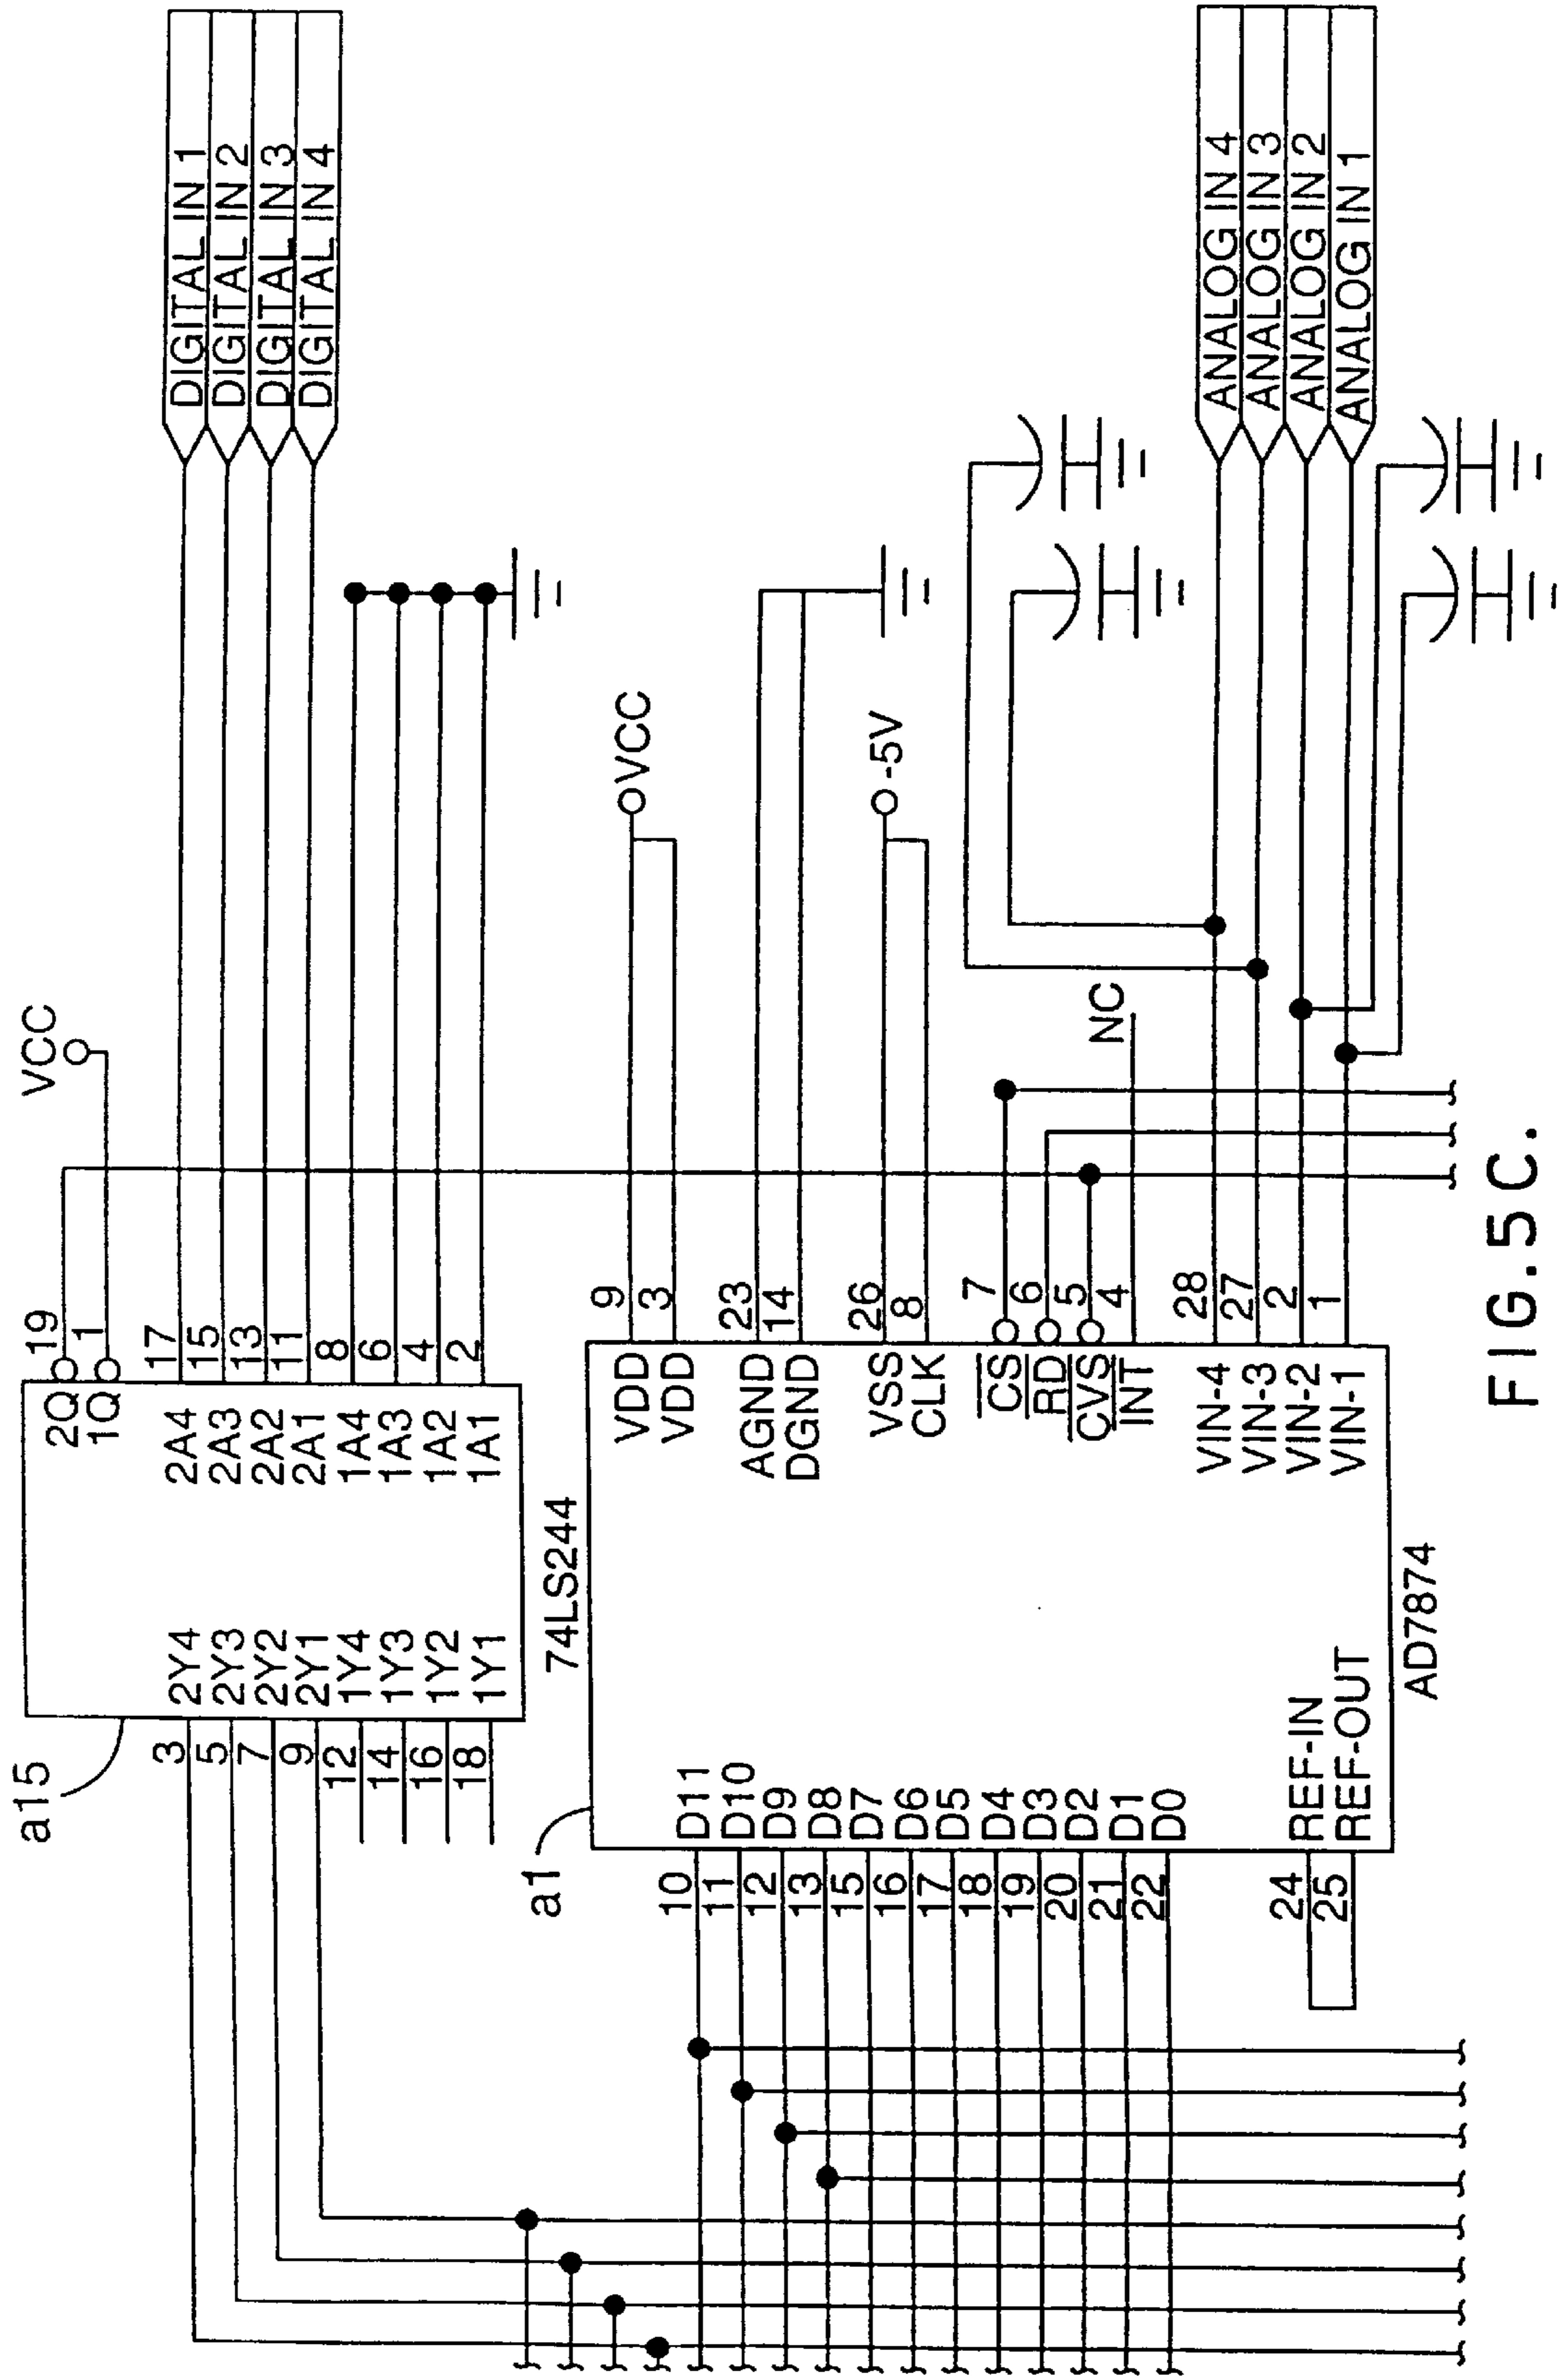 a15
3 2Y4
5 2Y3
7 2Y2
9 2Y1
12 1Y4
14 1Y3
16 1Y2
18 1Y1
2Q 19
1Q 1
VCC
2A4 17
2A3 15
2A2 13
2A1 11
1A4 8
1A3 6
1A2 4
1A1 2
DIGITAL IN 1
DIGITAL IN 2
DIGITAL IN 3
DIGITAL IN 4
74LS244
a1
10 D11
11 D10
12 D9
13 D8
15 D7
16 D6
17 D5
18 D4
19 D3
20 D2
21 D1
22 D0
24 REF-IN
25 REF-OUT
VDD 9
VDD 3
VCC
AGND 23
DGND 14
VSS 26
CLK 8
-5V
CS 7
RD 6
CVS 5
INT 4
NC
VIN-4 28
VIN-3 27
VIN-2 2
VIN-1 1
ANALOG IN 4
ANALOG IN 3
ANALOG IN 2
ANALOG IN 1
AD7874
FIG.5C.